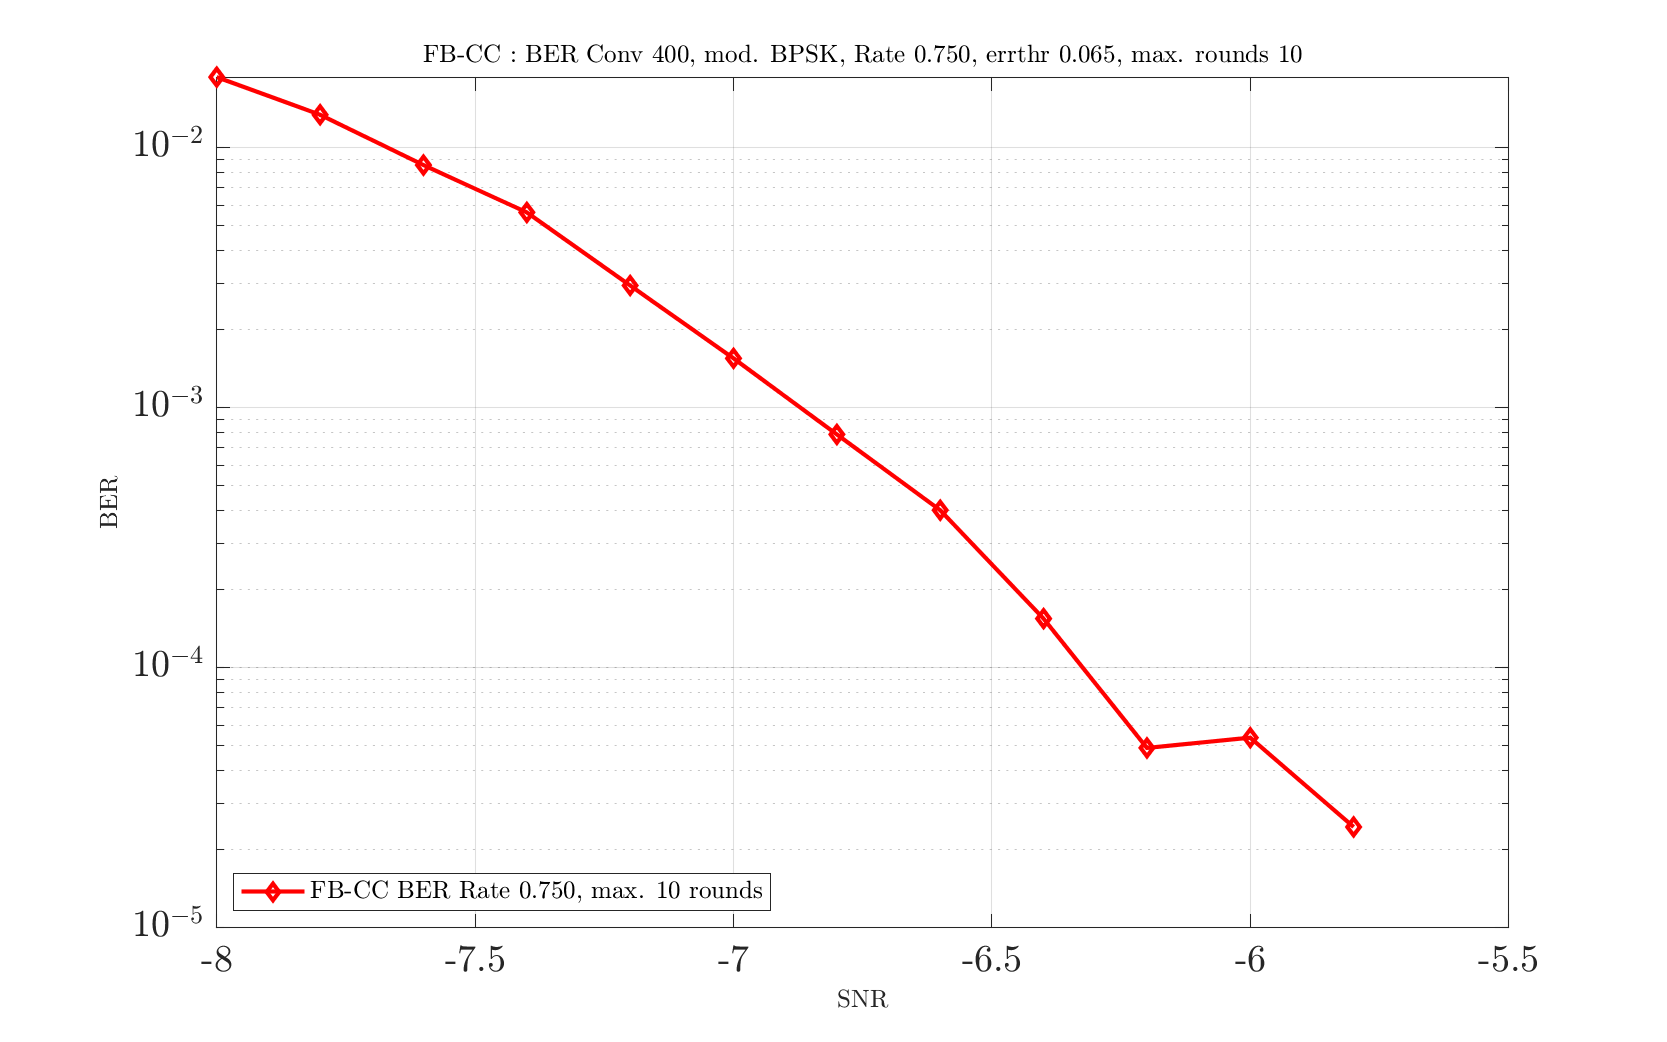 FB-CC : BER Conv 400, mod. BPSK, Rate 0.750, errthr 0.065, max. rounds 10
10^{-2}
10^{-3}
BER
10^{-4}
FB-CC BER Rate 0.750, max. 10 rounds
10^{-5}
-8 -7.5 -7 -6.5 -6 -5.5
SNR